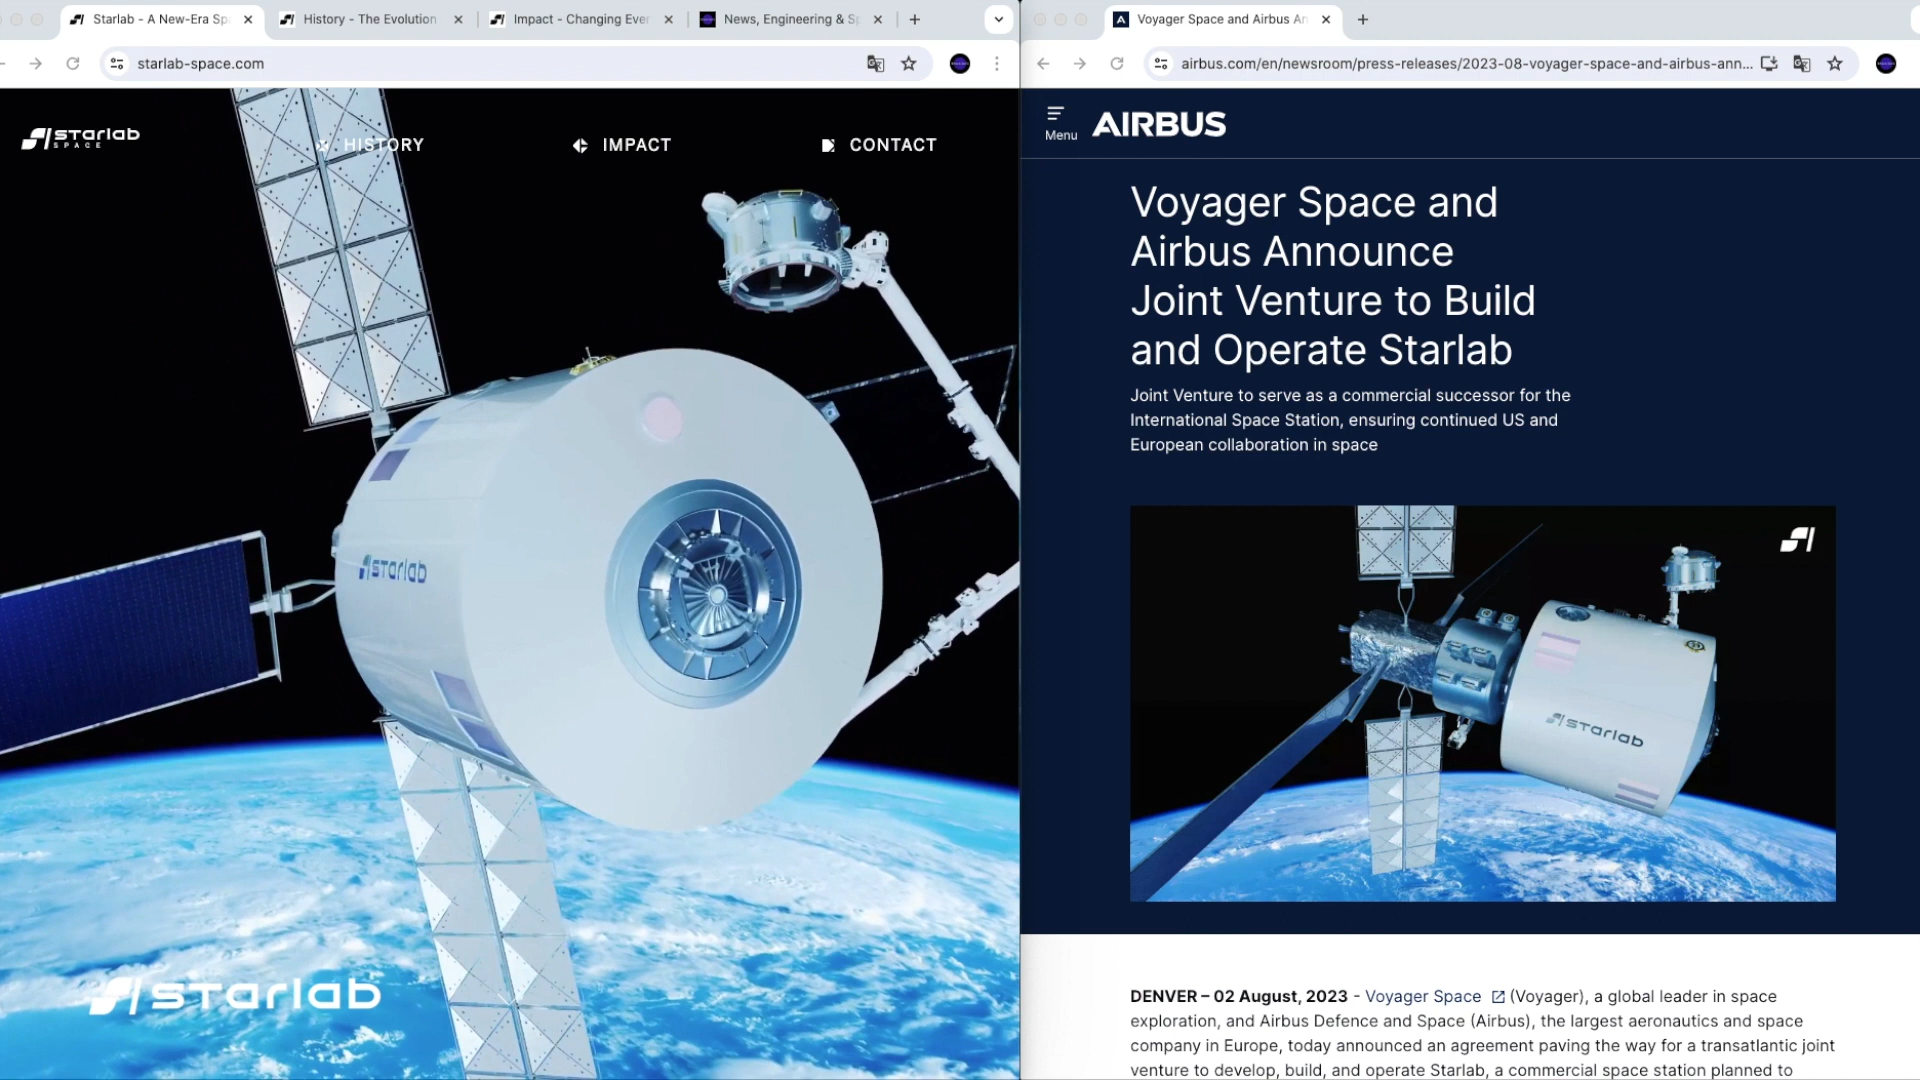 Starlab - A New-Era Sp
History - The Evolution
Impact - Changing Ever
News, Engineering & Sp
starlab-space.com
starlab
SPACE
HISTORY
IMPACT
CONTACT
starlab
starlab
Voyager Space and Airbus An
airbus.com/en/newsroom/press-releases/2023-08-voyager-space-and-airbus-ann...
Menu
AIRBUS
Voyager Space and
Airbus Announce
Joint Venture to Build
and Operate Starlab
Joint Venture to serve as a commercial successor for the
International Space Station, ensuring continued US and
European collaboration in space
starlab
DENVER – 02 August, 2023 - Voyager Space (Voyager), a global leader in space
exploration, and Airbus Defence and Space (Airbus), the largest aeronautics and space
company in Europe, today announced an agreement paving the way for a transatlantic joint
venture to develop, build, and operate Starlab, a commercial space station planned to